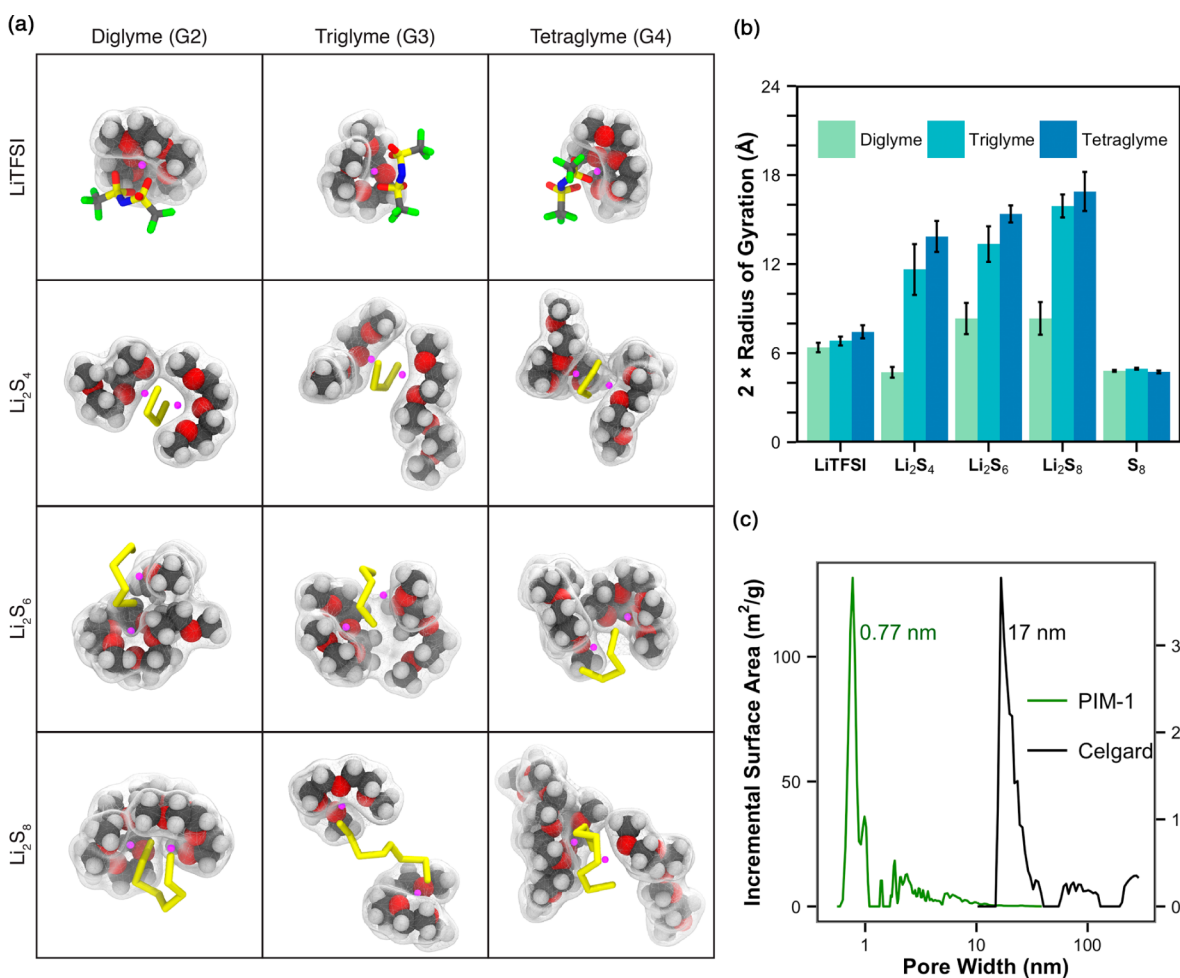 (a)
Diglyme (G2)
Triglyme (G3)
Tetraglyme (G4)
LiTFSI
Li₂S₄
Li₂S₆
Li₂S₈
(b)
2 × Radius of Gyration (Å)
24
18
12
6
0
Diglyme
Triglyme
Tetraglyme
LiTFSI
Li₂S₄
Li₂S₆
Li₂S₈
S₈
(c)
Incremental Surface Area (m²/g)
100
50
0
0.77 nm
17 nm
PIM-1
Celgard
3
2
1
0
1
10
100
Pore Width (nm)